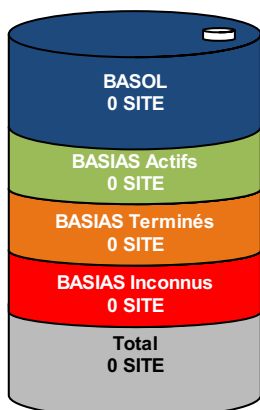 BASOL
0 SITE
BASIAS Actifs
0 SITE
BASIAS Terminés
0 SITE
BASIAS Inconnus
0 SITE
Total
0 SITE